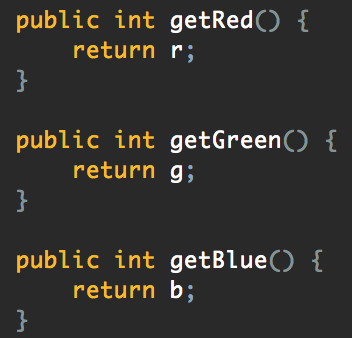 public int getRed() {
    return r;
}

public int getGreen() {
    return g;
}

public int getBlue() {
    return b;
}